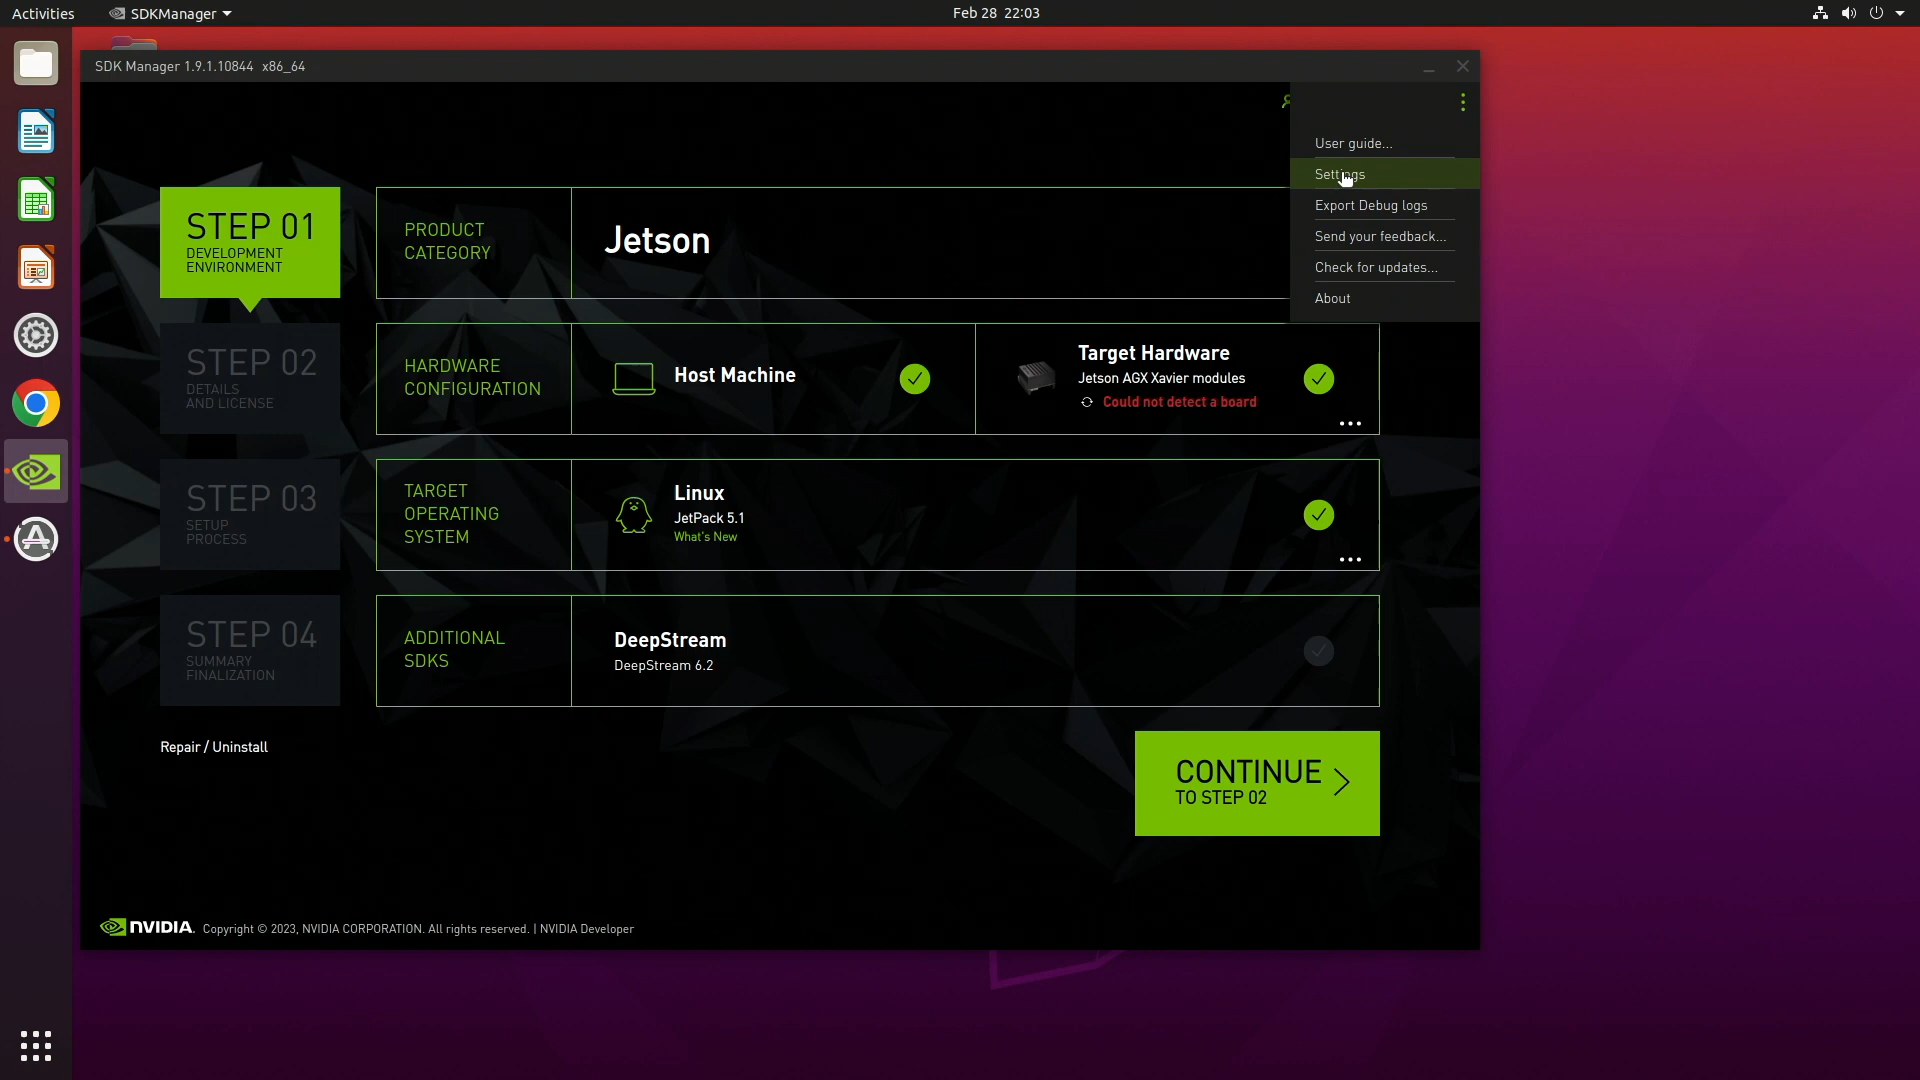 Activities
SDKManager
Feb 28 22:03
SDK Manager 1.9.1.10844 x86_64
User guide...
Settings
Export Debug logs
Send your feedback...
Check for updates...
About
STEP 01
DEVELOPMENT
ENVIRONMENT
PRODUCT
CATEGORY
Jetson
STEP 02
DETAILS
AND LICENSE
HARDWARE
CONFIGURATION
Host Machine
Target Hardware
Jetson AGX Xavier modules
Could not detect a board
STEP 03
SETUP
PROCESS
TARGET
OPERATING
SYSTEM
Linux
JetPack 5.1
What's New
STEP 04
SUMMARY
FINALIZATION
ADDITIONAL
SDKS
DeepStream
DeepStream 6.2
Repair / Uninstall
CONTINUE
TO STEP 02
NVIDIA. Copyright © 2023, NVIDIA CORPORATION. All rights reserved. | NVIDIA Developer